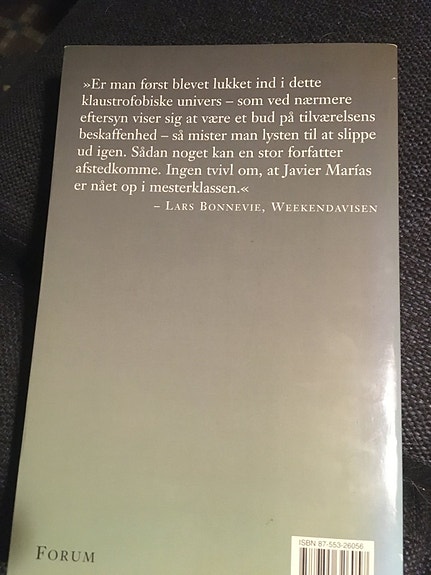 »Er man først blevet lukket ind i dette
klaustrofobiske univers – som ved nærmere
eftersyn viser sig at være et bud på tilværelsens
beskaffenhed – så mister man lysten til at slippe
ud igen. Sådan noget kan en stor forfatter
afstedkomme. Ingen tvivl om, at Javier Marías
er nået op i mesterklassen.«
– Lars Bonnevie, Weekendavisen
ISBN 87-553-26056
Forum